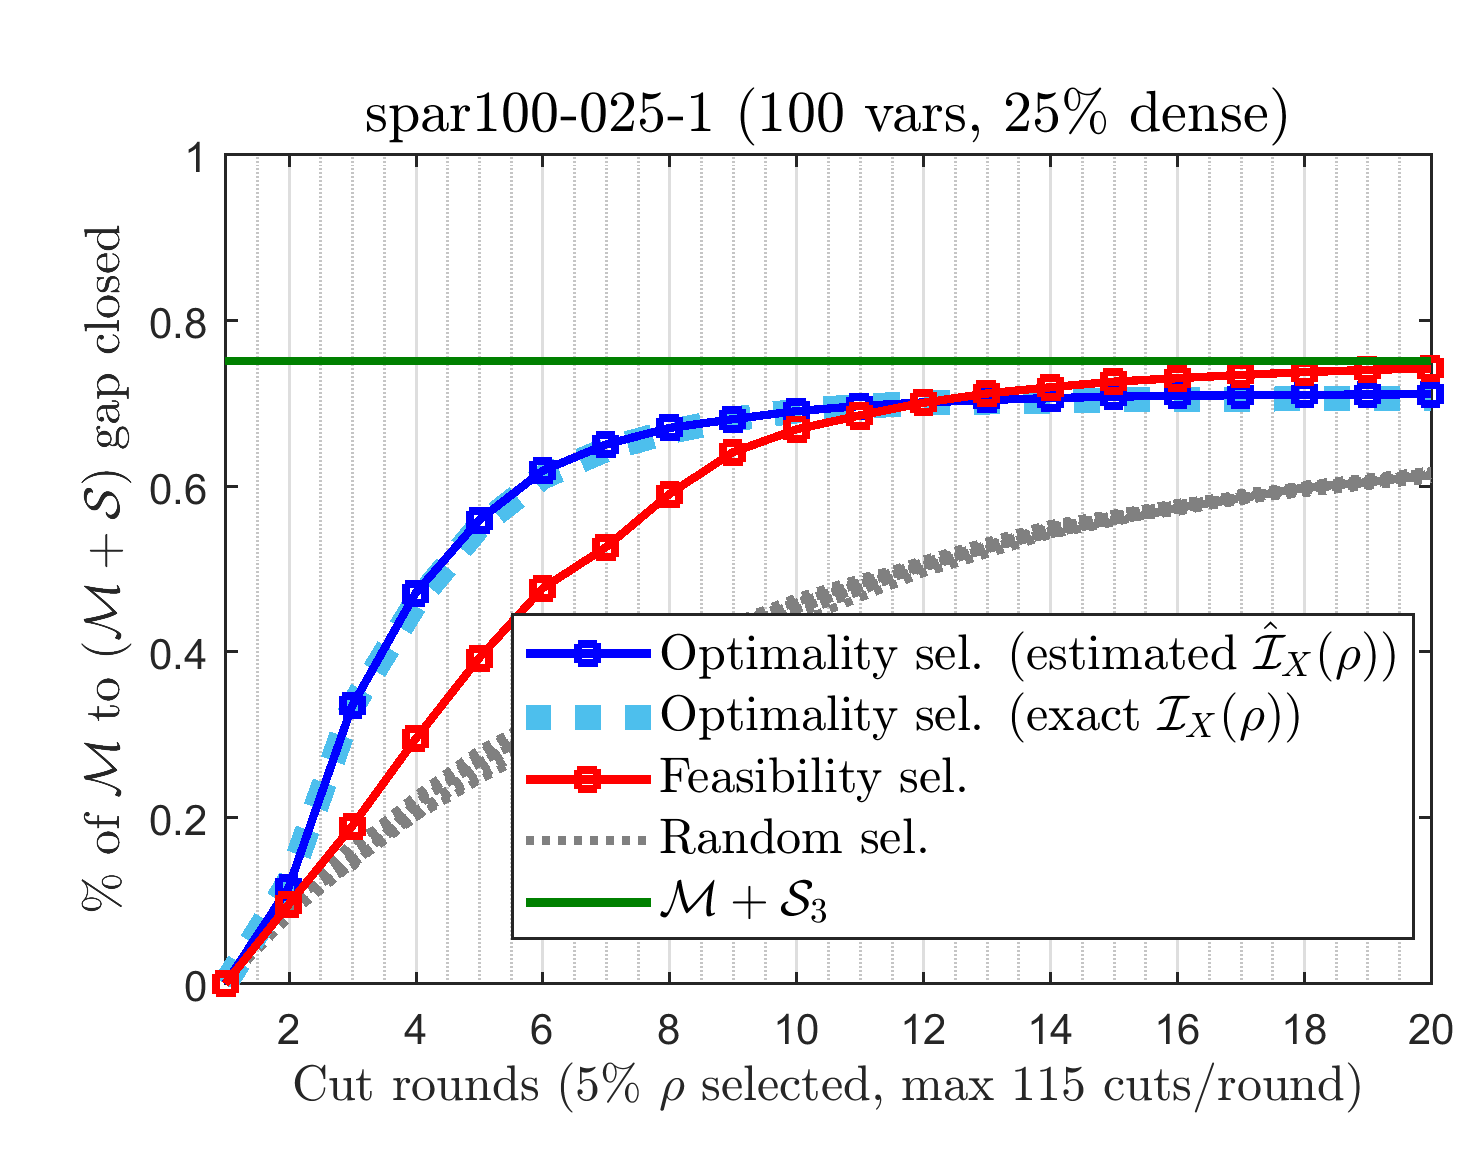 spar100-025-1 (100 vars, 25% dense)
% of ℳ to (ℳ + 𝒮) gap closed
1
0.8
0.6
0.4
0.2
0
Optimality sel. (estimated ℐ̂_X(ρ))
Optimality sel. (exact ℐ_X(ρ))
Feasibility sel.
Random sel.
ℳ + 𝒮₃
2 4 6 8 10 12 14 16 18 20
Cut rounds (5% ρ selected, max 115 cuts/round)